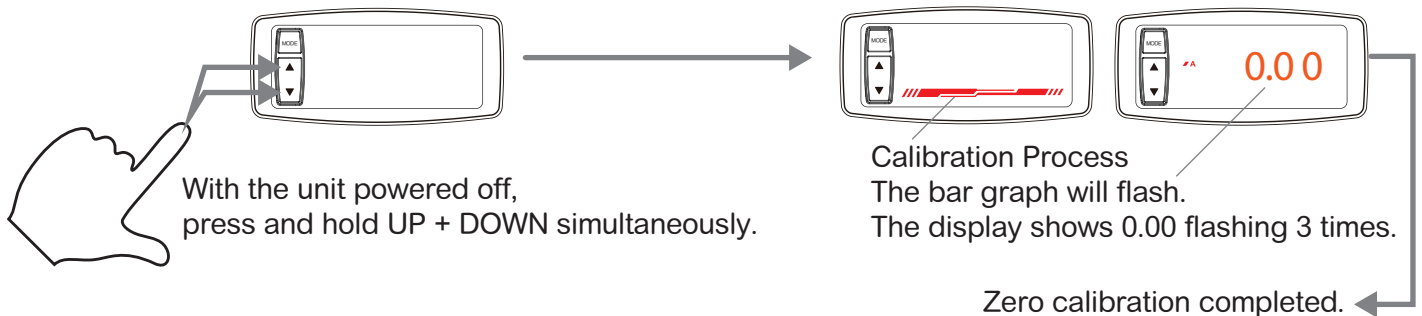 MODE
MODE
MODE
A
0.00
With the unit powered off,
press and hold UP + DOWN simultaneously.
Calibration Process
The bar graph will flash.
The display shows 0.00 flashing 3 times.
Zero calibration completed.